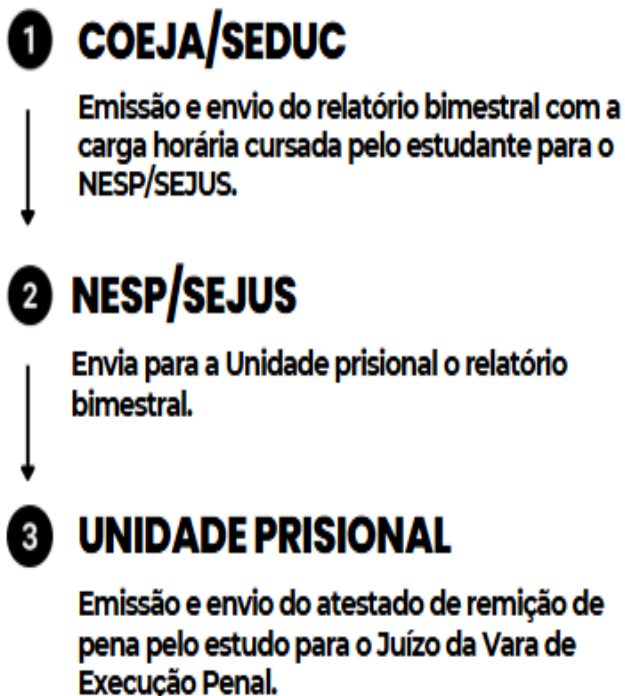 1 COEJA/SEDUC
Emissão e envio do relatório bimestral com a
carga horária cursada pelo estudante para o
NESP/SEJUS.
2 NESP/SEJUS
Envia para a Unidade prisional o relatório
bimestral.
3 UNIDADE PRISIONAL
Emissão e envio do atestado de remição de
pena pelo estudo para o Juízo da Vara de
Execução Penal.